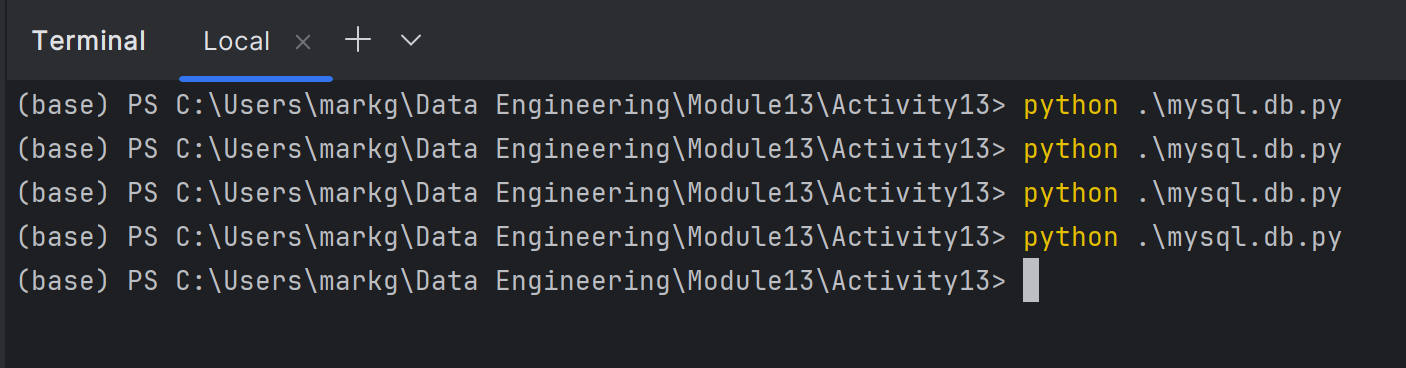 Terminal Local
(base) PS C:\Users\markg\Data Engineering\Module13\Activity13> python .\mysql.db.py
(base) PS C:\Users\markg\Data Engineering\Module13\Activity13> python .\mysql.db.py
(base) PS C:\Users\markg\Data Engineering\Module13\Activity13> python .\mysql.db.py
(base) PS C:\Users\markg\Data Engineering\Module13\Activity13> python .\mysql.db.py
(base) PS C:\Users\markg\Data Engineering\Module13\Activity13>